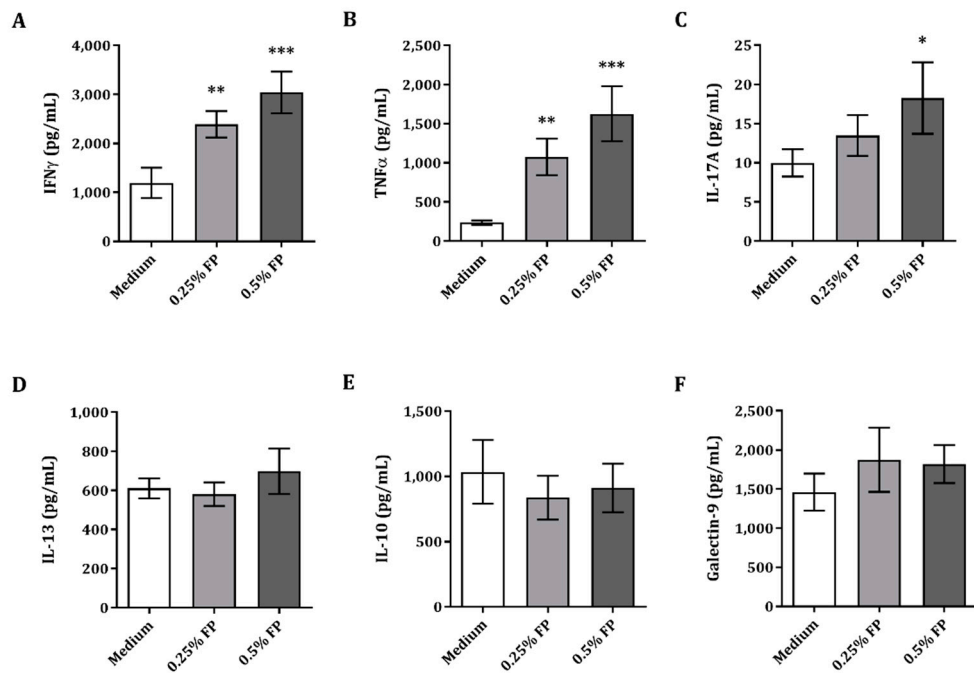 A
IFNγ (pg/mL)
4,000
3,000
2,000
1,000
0
**
***
Medium
0.25% FP
0.5% FP
B
TNFα (pg/mL)
2,500
2,000
1,500
1,000
500
0
**
***
Medium
0.25% FP
0.5% FP
C
IL-17A (pg/mL)
25
20
15
10
5
0
*
Medium
0.25% FP
0.5% FP
D
IL-13 (pg/mL)
1,000
800
600
400
200
0
Medium
0.25% FP
0.5% FP
E
IL-10 (pg/mL)
1,500
1,000
500
0
Medium
0.25% FP
0.5% FP
F
Galectin-9 (pg/mL)
2,500
2,000
1,500
1,000
500
0
Medium
0.25% FP
0.5% FP